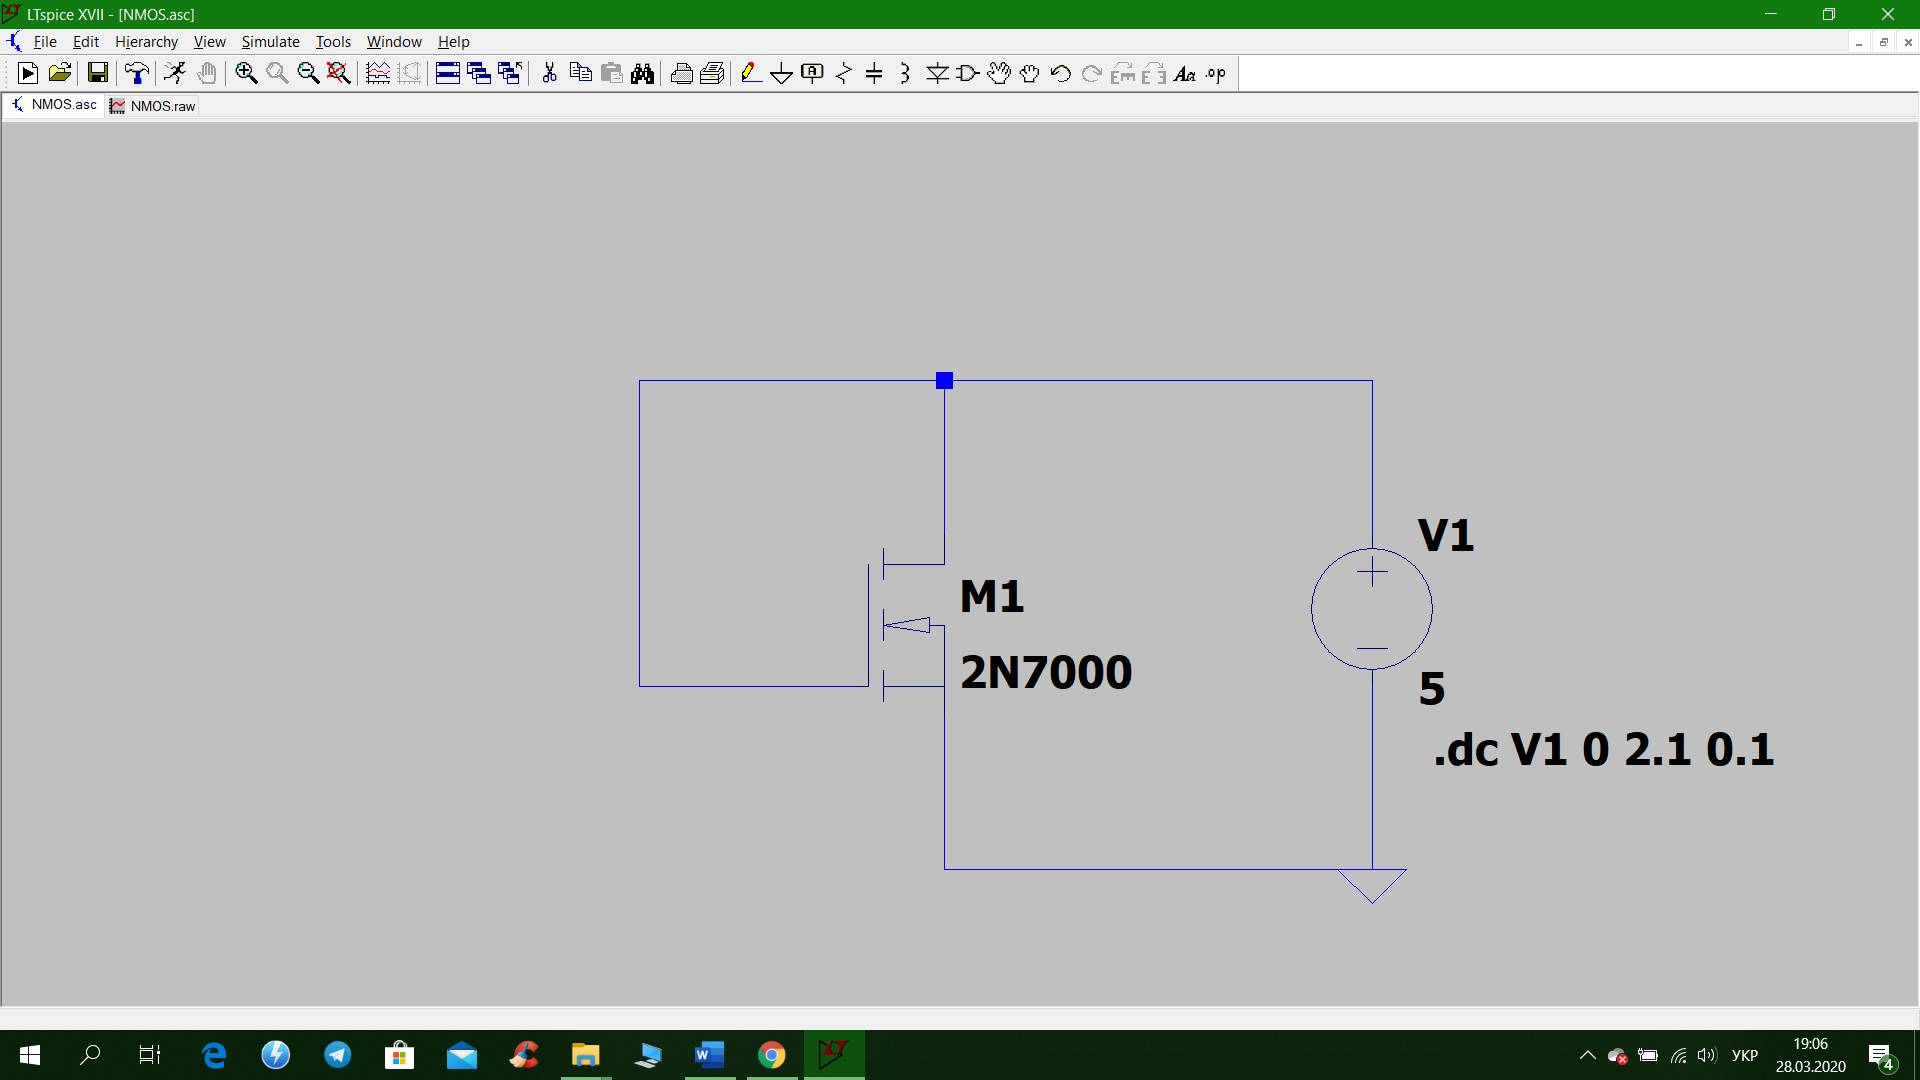 LTspice XVII - [NMOS.asc]
File Edit Hierarchy View Simulate Tools Window Help
NMOS.asc NMOS.raw
V1
M1
2N7000
5
.dc V1 0 2.1 0.1
19:06
УКР
28.03.2020
4